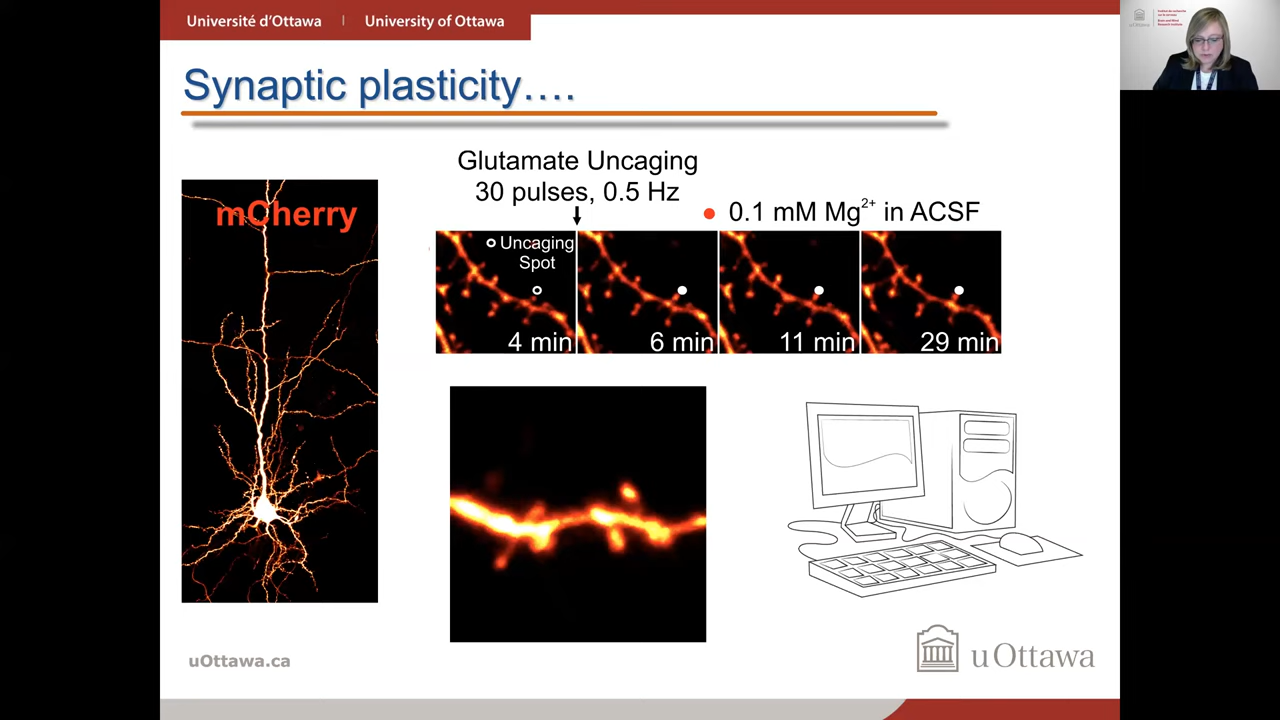 Université d'Ottawa | University of Ottawa
uOttawa
Synaptic plasticity….
Glutamate Uncaging
30 pulses, 0.5 Hz
0.1 mM Mg²⁺ in ACSF
mCherry
Uncaging
Spot
4 min
6 min
11 min
29 min
uOttawa.ca
uOttawa